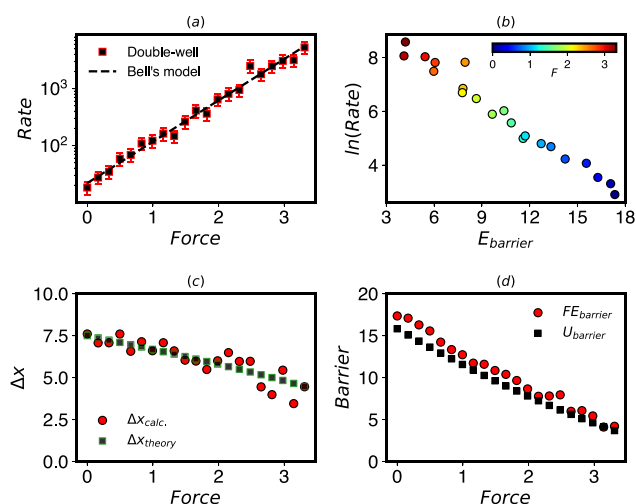 (a)
Rate
10³
10²
Double-well
Bell's model
0
1
2
3
Force
(b)
ln(Rate)
8
6
4
0
2
F
3
6
9
12
15
18
E_barrier
(c)
Δx
10.0
7.5
5.0
2.5
0.0
Δx_calc.
Δx_theory
0
1
2
3
Force
(d)
Barrier
20
15
10
5
0
FE_barrier
U_barrier
0
1
2
3
Force